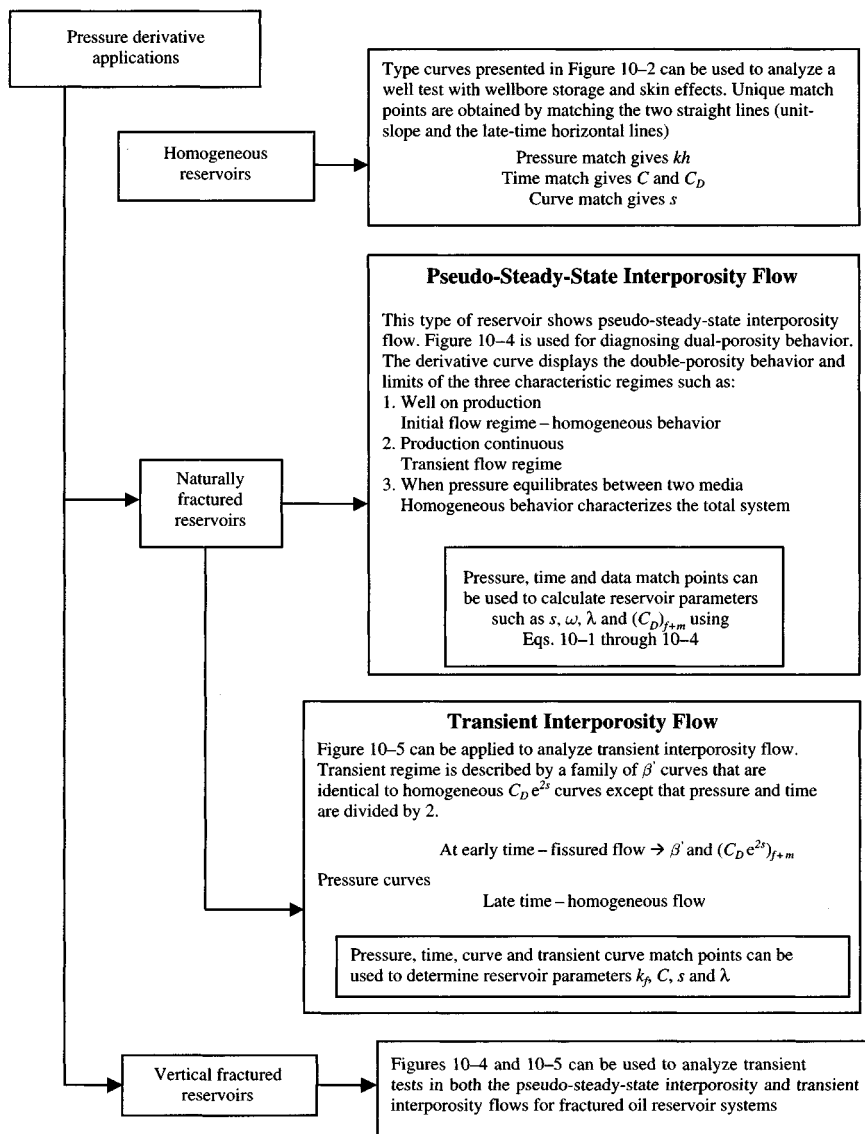 Pressure derivative
applications
Homogeneous
reservoirs
Type curves presented in Figure 10–2 can be used to analyze a
well test with wellbore storage and skin effects. Unique match
points are obtained by matching the two straight lines (unit-
slope and the late-time horizontal lines)
Pressure match gives kh
Time match gives C and C_D
Curve match gives s
Naturally
fractured
reservoirs
Pseudo-Steady-State Interporosity Flow
This type of reservoir shows pseudo-steady-state interporosity
flow. Figure 10–4 is used for diagnosing dual-porosity behavior.
The derivative curve displays the double-porosity behavior and
limits of the three characteristic regimes such as:
1. Well on production
Initial flow regime – homogeneous behavior
2. Production continuous
Transient flow regime
3. When pressure equilibrates between two media
Homogeneous behavior characterizes the total system
Pressure, time and data match points can
be used to calculate reservoir parameters
such as s, ω, λ and (C_D)_{f+m} using
Eqs. 10–1 through 10–4
Transient Interporosity Flow
Figure 10–5 can be applied to analyze transient interporosity flow.
Transient regime is described by a family of β' curves that are
identical to homogeneous C_D e^{2s} curves except that pressure and time
are divided by 2.
At early time – fissured flow → β' and (C_D e^{2s})_{f+m}
Pressure curves
Late time – homogeneous flow
Pressure, time, curve and transient curve match points can be
used to determine reservoir parameters k_f, C, s and λ
Vertical fractured
reservoirs
Figures 10–4 and 10–5 can be used to analyze transient
tests in both the pseudo-steady-state interporosity and transient
interporosity flows for fractured oil reservoir systems